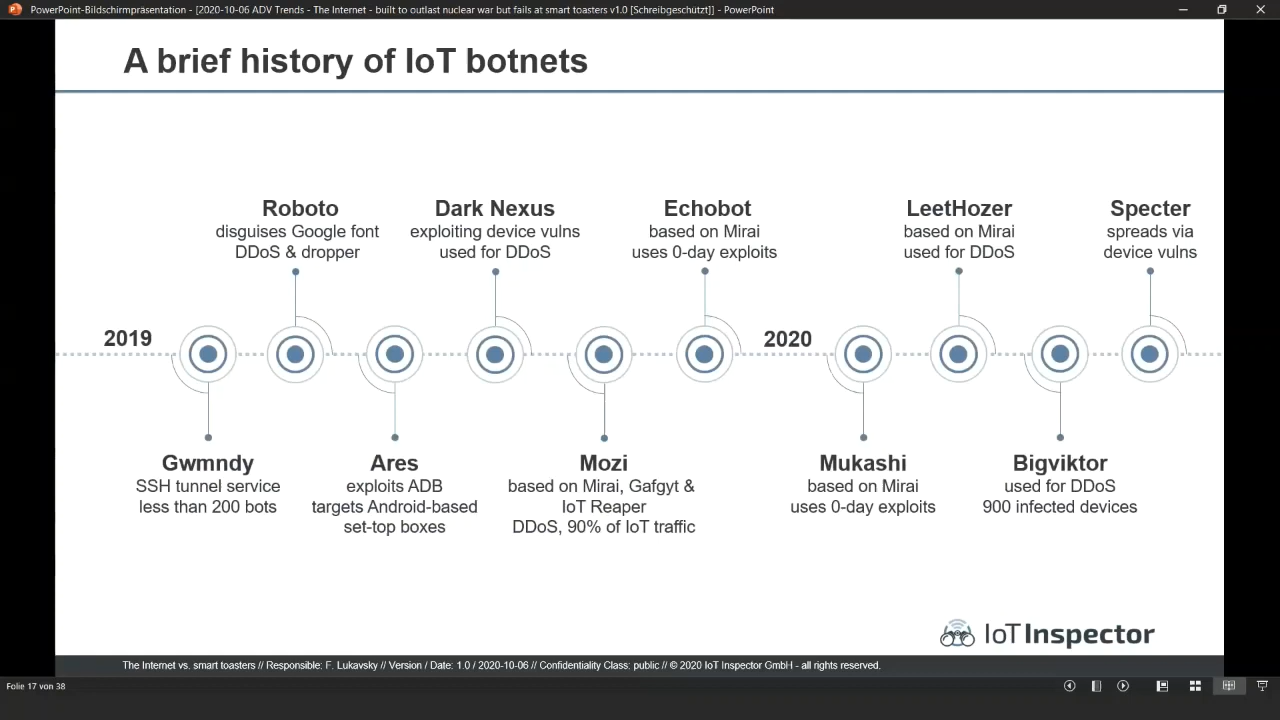 PowerPoint-Bildschirmpräsentation - [2020-10-06 ADV Trends - The Internet - built to outlast nuclear war but fails at smart toasters v1.0 [Schreibgeschützt]] - PowerPoint
A brief history of IoT botnets
Roboto
disguises Google font
DDoS & dropper
Dark Nexus
exploiting device vulns
used for DDoS
Echobot
based on Mirai
uses 0-day exploits
LeetHozer
based on Mirai
used for DDoS
Specter
spreads via
device vulns
2019
2020
Gwmndy
SSH tunnel service
less than 200 bots
Ares
exploits ADB
targets Android-based
set-top boxes
Mozi
based on Mirai, Gafgyt &
IoT Reaper
DDoS, 90% of IoT traffic
Mukashi
based on Mirai
uses 0-day exploits
Bigviktor
used for DDoS
900 infected devices
IoT Inspector
The Internet vs. smart toasters // Responsible: F. Lukavsky // Version / Date: 1.0 / 2020-10-06 // Confidentiality Class: public // © 2020 IoT Inspector GmbH - all rights reserved.
Folie 17 von 38